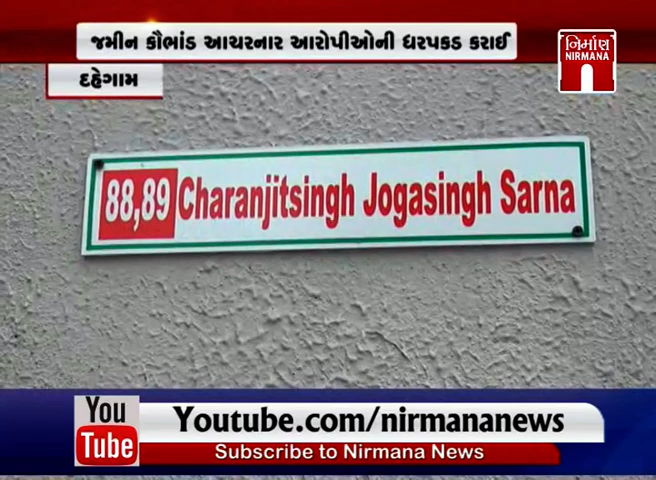 જમીન કૌભાંડ આચરનાર આરોપીઓની ધરપકડ કરાઈ
દહેગામ
નિર્માણ
NIRMANA
88,89 Charanjitsingh Jogasingh Sarna
You
Tube
Youtube.com/nirmananews
Subscribe to Nirmana News